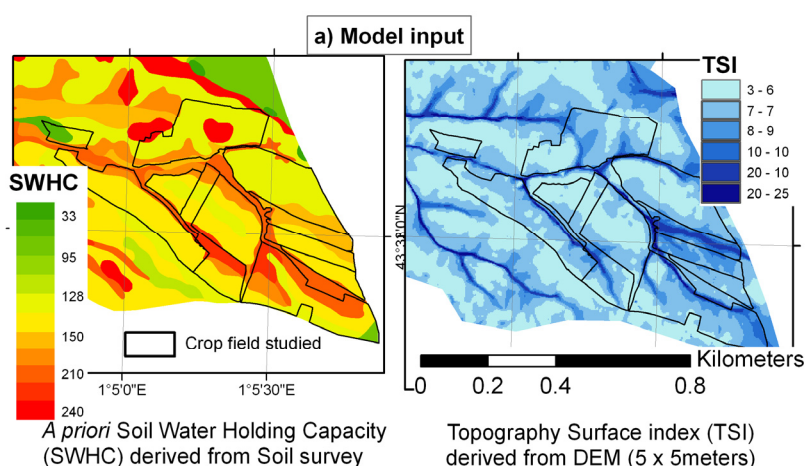 a) Model input
SWHC
33
95
128
150
210
240
Crop field studied
1°5'0"E
1°5'30"E
A priori Soil Water Holding Capacity
(SWHC) derived from Soil survey
TSI
3 - 6
7 - 7
8 - 9
10 - 10
20 - 10
20 - 25
Kilometers
0
0.2
0.4
0.8
Topography Surface index (TSI)
derived from DEM (5 x 5meters)